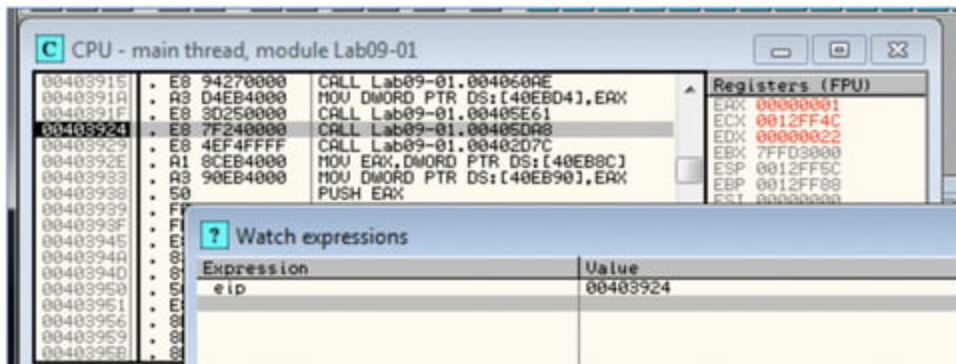 CPU - main thread, module Lab09-01
00403915 . E8 94270000 CALL Lab09-01.004060AE
0040391A . A3 D4EB4000 MOV DWORD PTR DS:[40EBD4],EAX
0040391F . E8 3D250000 CALL Lab09-01.00405E61
00403924 . E8 7F240000 CALL Lab09-01.00405DA8
00403929 . E8 4EF4FFFF CALL Lab09-01.00402D7C
0040392E . A1 8CEB4000 MOV EAX,DWORD PTR DS:[40EB8C]
00403933 . A3 90EB4000 MOV DWORD PTR DS:[40EB90],EAX
00403938 . 50 PUSH EAX
00403939 .
0040393F .
00403945 .
0040394A .
0040394D .
00403950 .
00403951 .
00403956 .
00403959 .
0040395B .
Registers (FPU)
EAX 00000001
ECX 0012FF4C
EDX 00000022
EBX 7FFD3000
ESP 0012FF5C
EBP 0012FF88
ESI 00000000
Watch expressions
Expression Value
eip 00403924